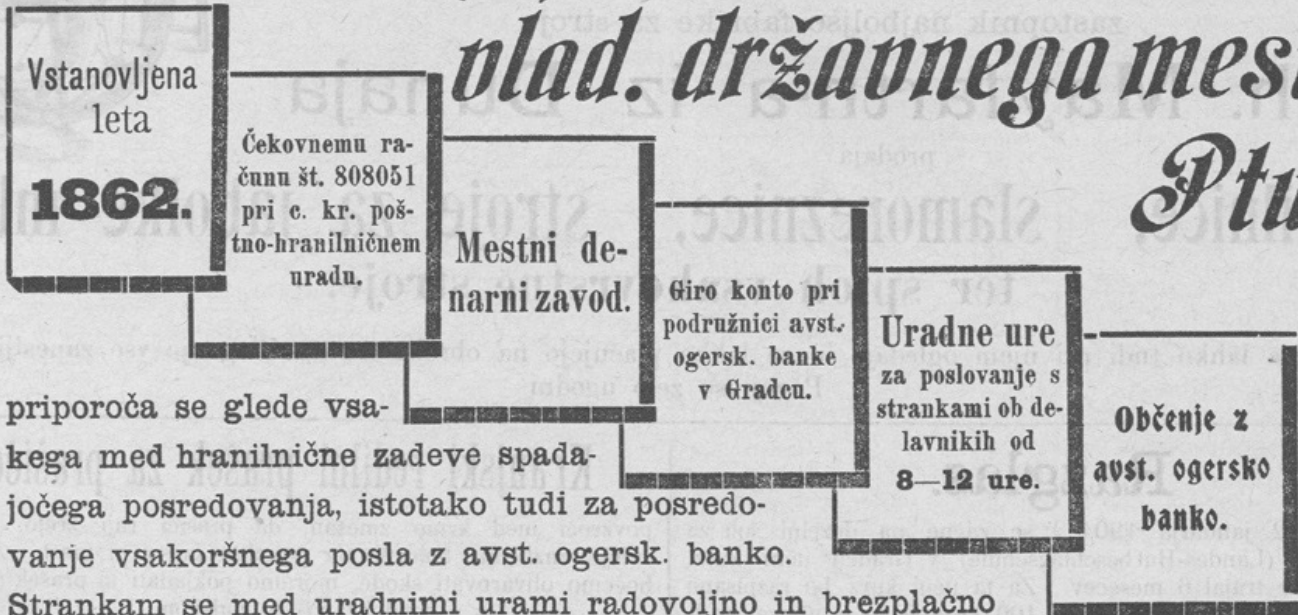 vlad. državnega mes
Ptu
Vstanovljena
leta
1862.
Čekovnemu ra-
čunu št. 808051
pri c. kr. poš-
tno-hranilničnem
uradu.
Mestni de-
narni zavod.
Giro konto pri
podružnici avst.
ogersk. banke
v Gradcu.
Uradne ure
za poslovanje s
strankami ob de-
lavnikih od
8—12 ure.
Občenje z
avst. ogersko
banko.
priporoča se glede vsa-
kega med hranilnične zadeve spada-
jočega posredovanja, istotako tudi za posredo-
vanje vsakoršnega posla z avst. ogersk. banko.
Strankam se med uradnimi urami radovoljno in brezplačno